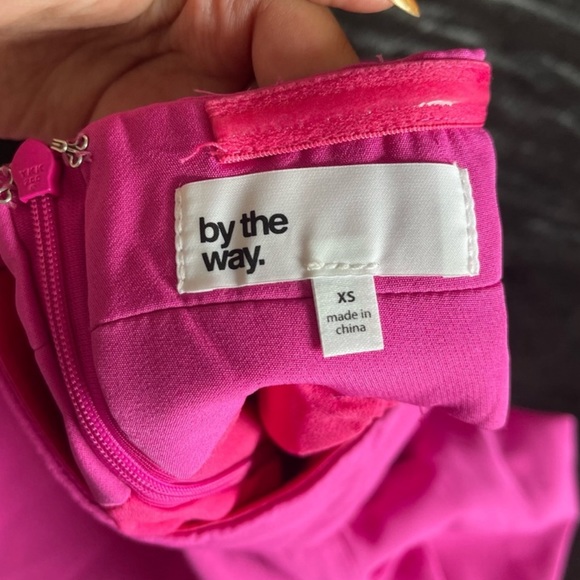 by the
way.
XS
made in
china